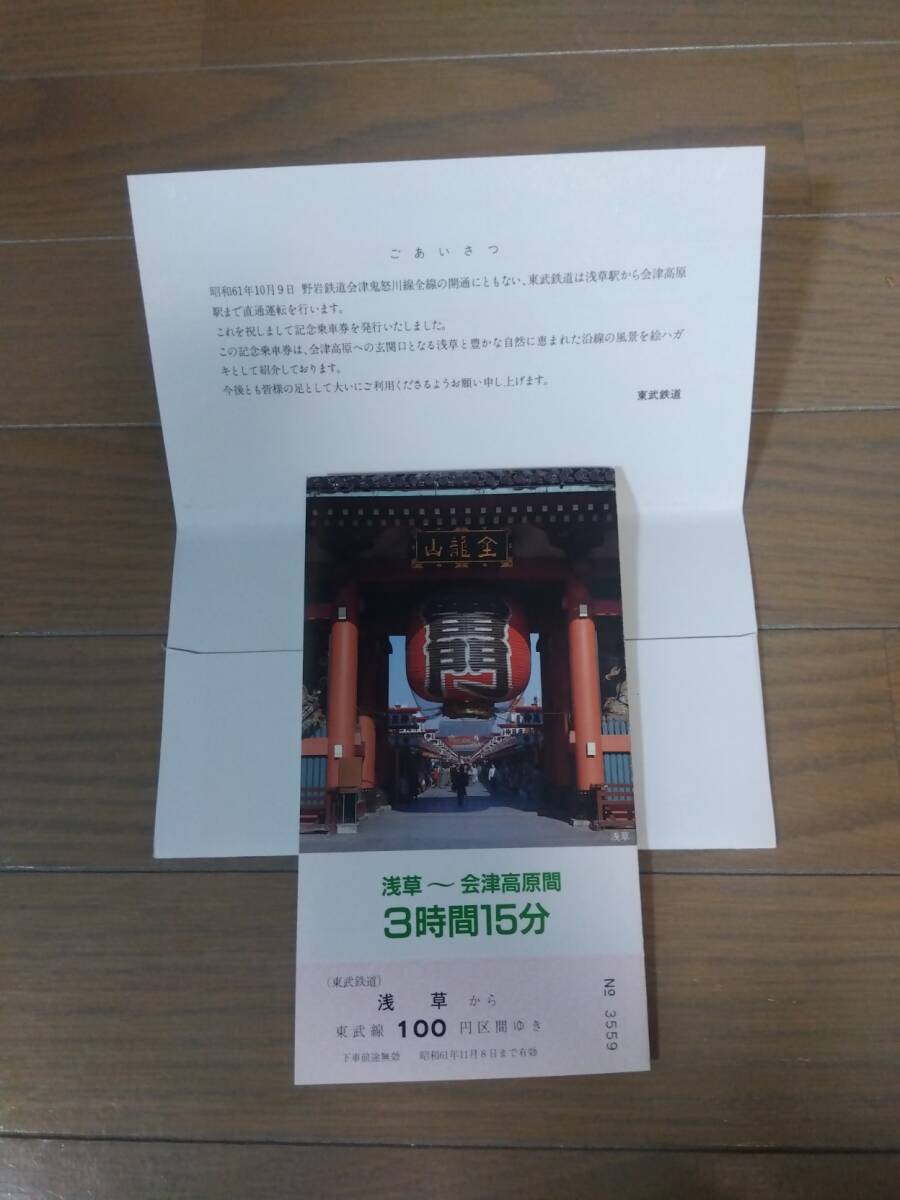 ごあいさつ
昭和61年10月9日 野岩鉄道会津鬼怒川線全線の開通にともない、東武鉄道は浅草駅から会津高原
駅まで直通運転を行います。
これを祝しまして記念乗車券を発行いたしました。
この記念乗車券は、会津高原への玄関口となる浅草と豊かな自然に恵まれた沿線の風景を絵ハガ
キとして紹介しております。
今後とも皆様の足として大いにご利用くださるようお願い申し上げます。
東武鉄道
山龍金
雷門
浅草
浅草〜会津高原間
3時間15分
(東武鉄道)
浅草から
東武線 100 円区間ゆき
下車前途無効 昭和61年11月8日まで有効
№ 3559